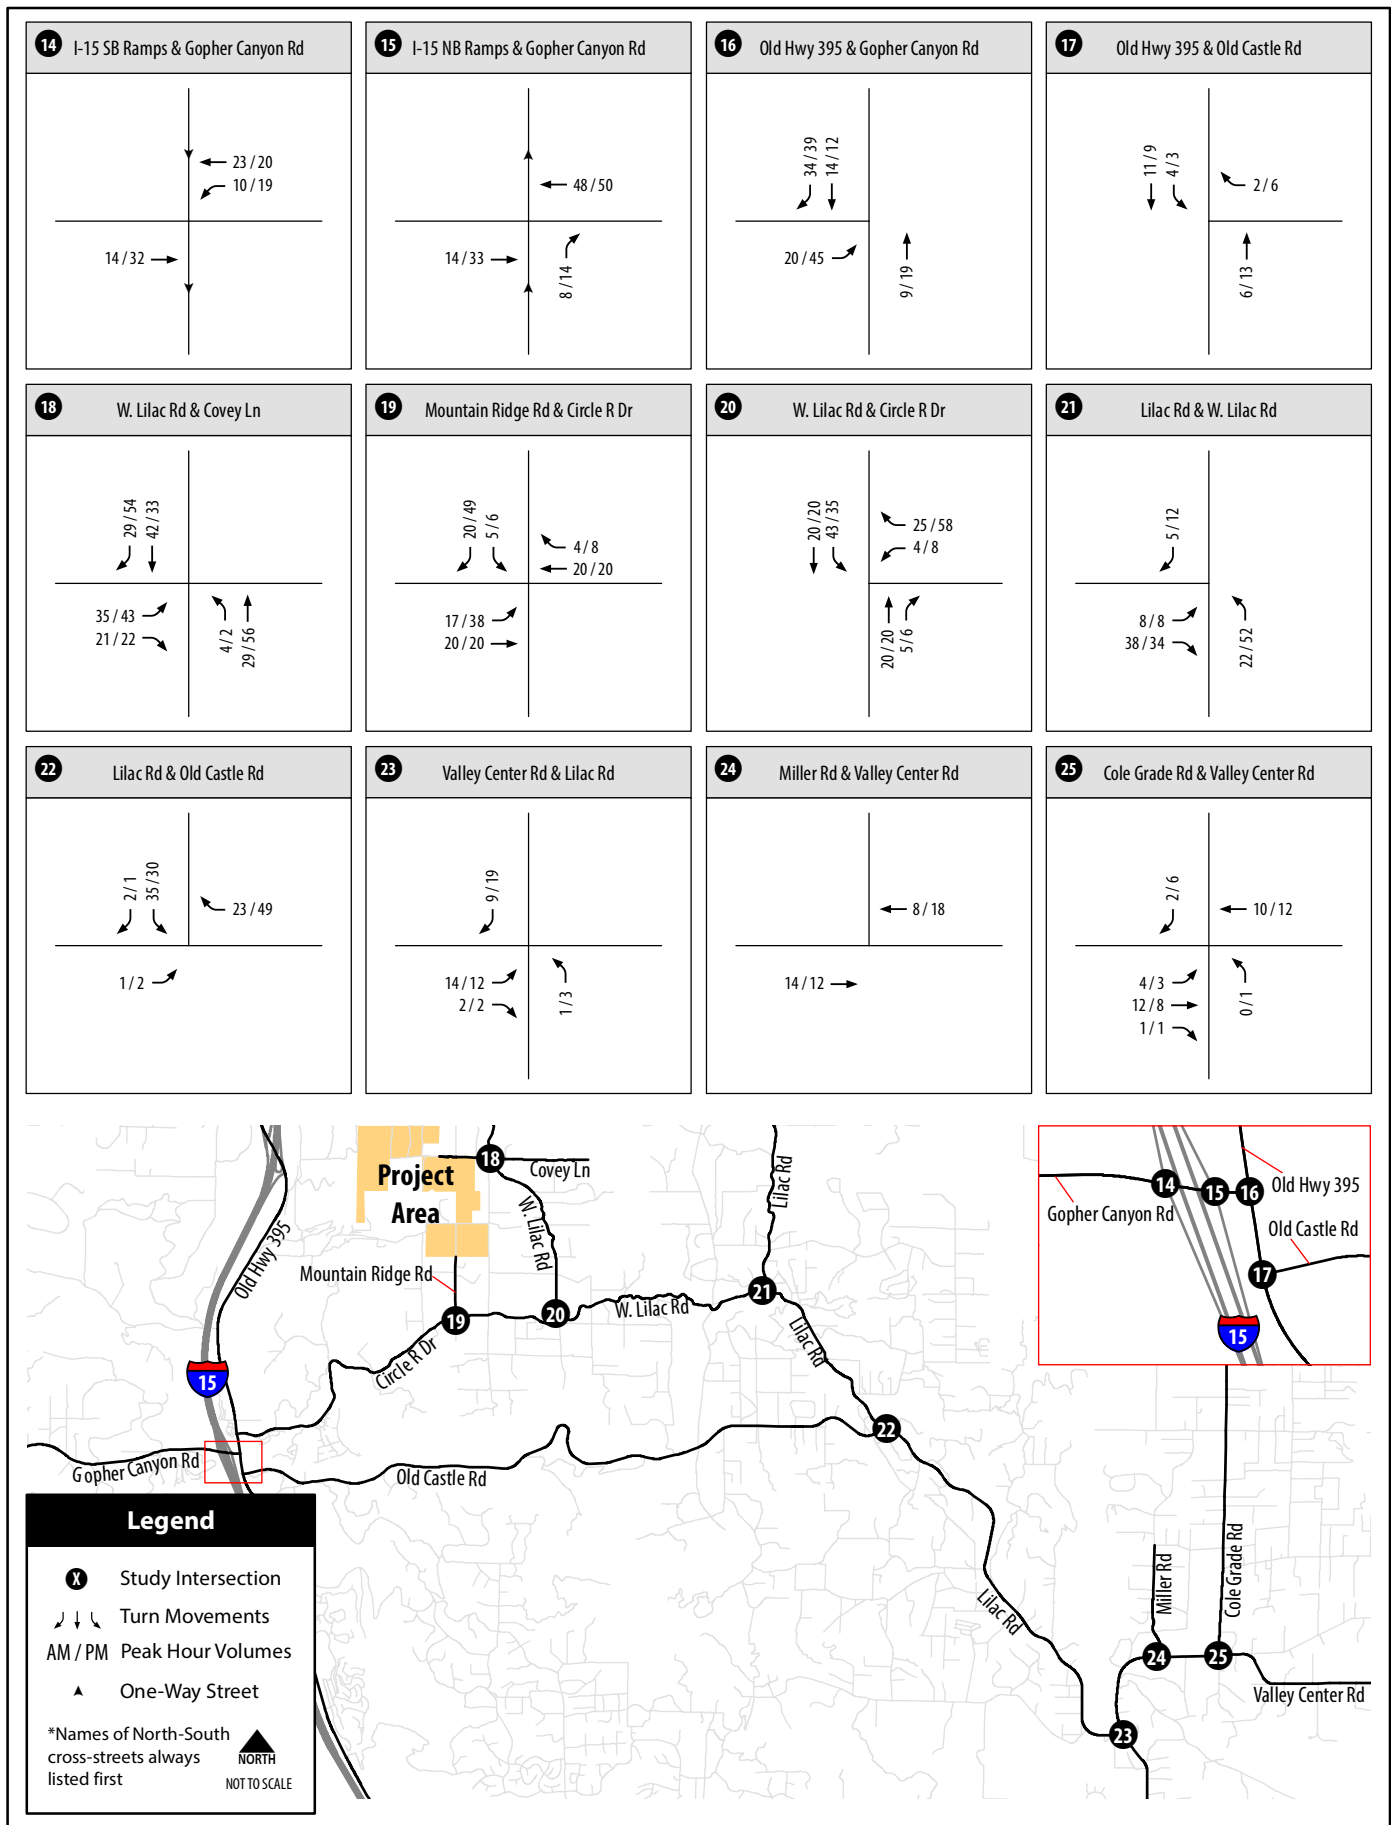 14 I-15 SB Ramps & Gopher Canyon Rd
23 / 20
10 / 19
14 / 32
15 I-15 NB Ramps & Gopher Canyon Rd
48 / 50
14 / 33
8 / 14
16 Old Hwy 395 & Gopher Canyon Rd
34 / 39
14 / 12
20 / 45
9 / 19
17 Old Hwy 395 & Old Castle Rd
11 / 9
4 / 3
2 / 6
6 / 13
18 W. Lilac Rd & Covey Ln
29 / 54
42 / 33
35 / 43
21 / 22
4 / 2
29 / 56
19 Mountain Ridge Rd & Circle R Dr
20 / 49
5 / 6
4 / 8
20 / 20
17 / 38
20 / 20
20 W. Lilac Rd & Circle R Dr
20 / 20
43 / 35
25 / 58
4 / 8
20 / 20
5 / 6
21 Lilac Rd & W. Lilac Rd
5 / 12
8 / 8
38 / 34
22 / 52
22 Lilac Rd & Old Castle Rd
2 / 1
35 / 30
23 / 49
1 / 2
23 Valley Center Rd & Lilac Rd
9 / 19
14 / 12
2 / 2
1 / 3
24 Miller Rd & Valley Center Rd
8 / 18
14 / 12
25 Cole Grade Rd & Valley Center Rd
2 / 6
10 / 12
4 / 3
12 / 8
1 / 1
0 / 1
Project
Area
18
Covey Ln
W. Lilac Rd
Lilac Rd
Old Hwy 395
Mountain Ridge Rd
19
20
W. Lilac Rd
21
Lilac Rd
Circle R Dr
15
22
Gopher Canyon Rd
Old Castle Rd
14
15
16
Old Hwy 395
Gopher Canyon Rd
Old Castle Rd
17
15
Lilac Rd
Miller Rd
Cole Grade Rd
24
25
Valley Center Rd
23
Legend
X Study Intersection
Turn Movements
AM / PM Peak Hour Volumes
One-Way Street
*Names of North-South
cross-streets always
listed first
NORTH
NOT TO SCALE